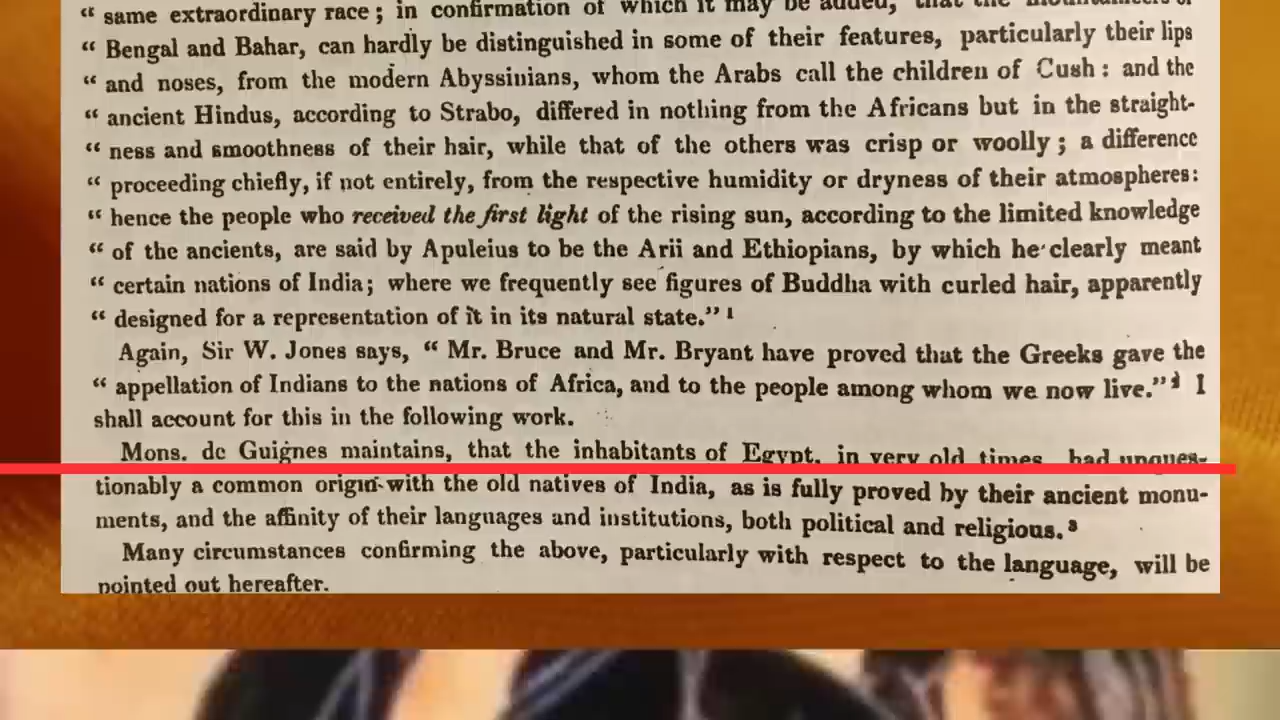 “ same extraordinary race; in confirmation of which it may be added, that the mountaineers of
“ Bengal and Bahar, can hardly be distinguished in some of their features, particularly their lips
“ and noses, from the modern Abyssinians, whom the Arabs call the children of Cush: and the
“ ancient Hindus, according to Strabo, differed in nothing from the Africans but in the straight-
“ ness and smoothness of their hair, while that of the others was crisp or woolly; a difference
“ proceeding chiefly, if not entirely, from the respective humidity or dryness of their atmospheres:
“ hence the people who received the first light of the rising sun, according to the limited knowledge
“ of the ancients, are said by Apuleius to be the Arii and Ethiopians, by which he clearly meant
“ certain nations of India; where we frequently see figures of Buddha with curled hair, apparently
“ designed for a representation of it in its natural state.” 1
Again, Sir W. Jones says, “ Mr. Bruce and Mr. Bryant have proved that the Greeks gave the
“ appellation of Indians to the nations of Africa, and to the people among whom we now live.” 2 I
shall account for this in the following work.
Mons. de Guignes maintains, that the inhabitants of Egypt, in very old times, had unques-
tionably a common origin with the old natives of India, as is fully proved by their ancient monu-
ments, and the affinity of their languages and institutions, both political and religious. 3
Many circumstances confirming the above, particularly with respect to the language, will be
pointed out hereafter.